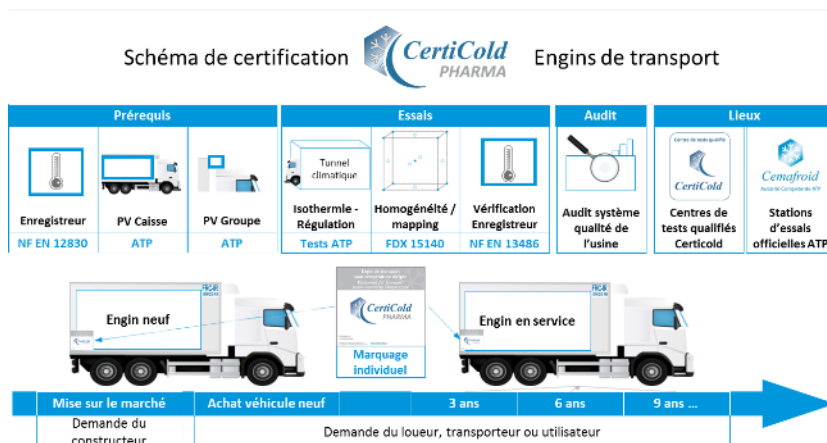 Schéma de certification CertiCold PHARMA Engins de transport
Prérequis Essais Audit Lieux
Tunnel
climatique
Centres de tests qualifiés
CertiCold
Cemafroid
Autorité Compétente ATP
Enregistreur
NF EN 12830
PV Caisse
ATP
PV Groupe
ATP
Isothermie -
Régulation
Tests ATP
Homogénéité /
mapping
FDX 15140
Vérification
Enregistreur
NF EN 13486
Audit système
qualité de
l'usine
Centres de
tests qualifiés
Certicold
Stations
d'essais
officielles ATP
Engin neuf
CertiCold
PHARMA
Marquage
individuel
Engin en service
Mise sur le marché Achat véhicule neuf 3 ans 6 ans 9 ans ...
Demande du
constructeur
Demande du loueur, transporteur ou utilisateur